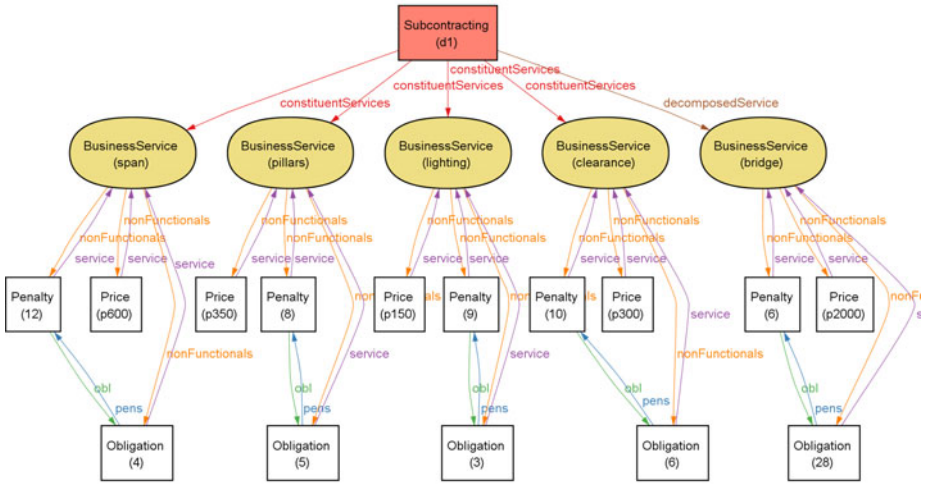 Subcontracting
(d1)
constituentServices
constituentServices
constituentServices
constituentServices
decomposedService
BusinessService
(span)
BusinessService
(pillars)
BusinessService
(lighting)
BusinessService
(clearance)
BusinessService
(bridge)
nonFunctionals
nonFunctionals
nonFunctionals
nonFunctionals
nonFunctionals
nonFunctionals
nonFunctionals
nonFunctionals
nonFunctionals
nonFunctionals
service
service
service
service
service
service
service
service
service
service
service
Penalty
(12)
Price
(p600)
Price
(p350)
Penalty
(8)
Price
(p150)
Penalty
(9)
Penalty
(10)
Price
(p300)
Penalty
(6)
Price
(p2000)
service
nonFunctionals
service
service
nonFunctionals
obl
pens
obl
pens
obl
pens
obl
pens
obl
pens
Obligation
(4)
Obligation
(5)
Obligation
(3)
Obligation
(6)
Obligation
(28)